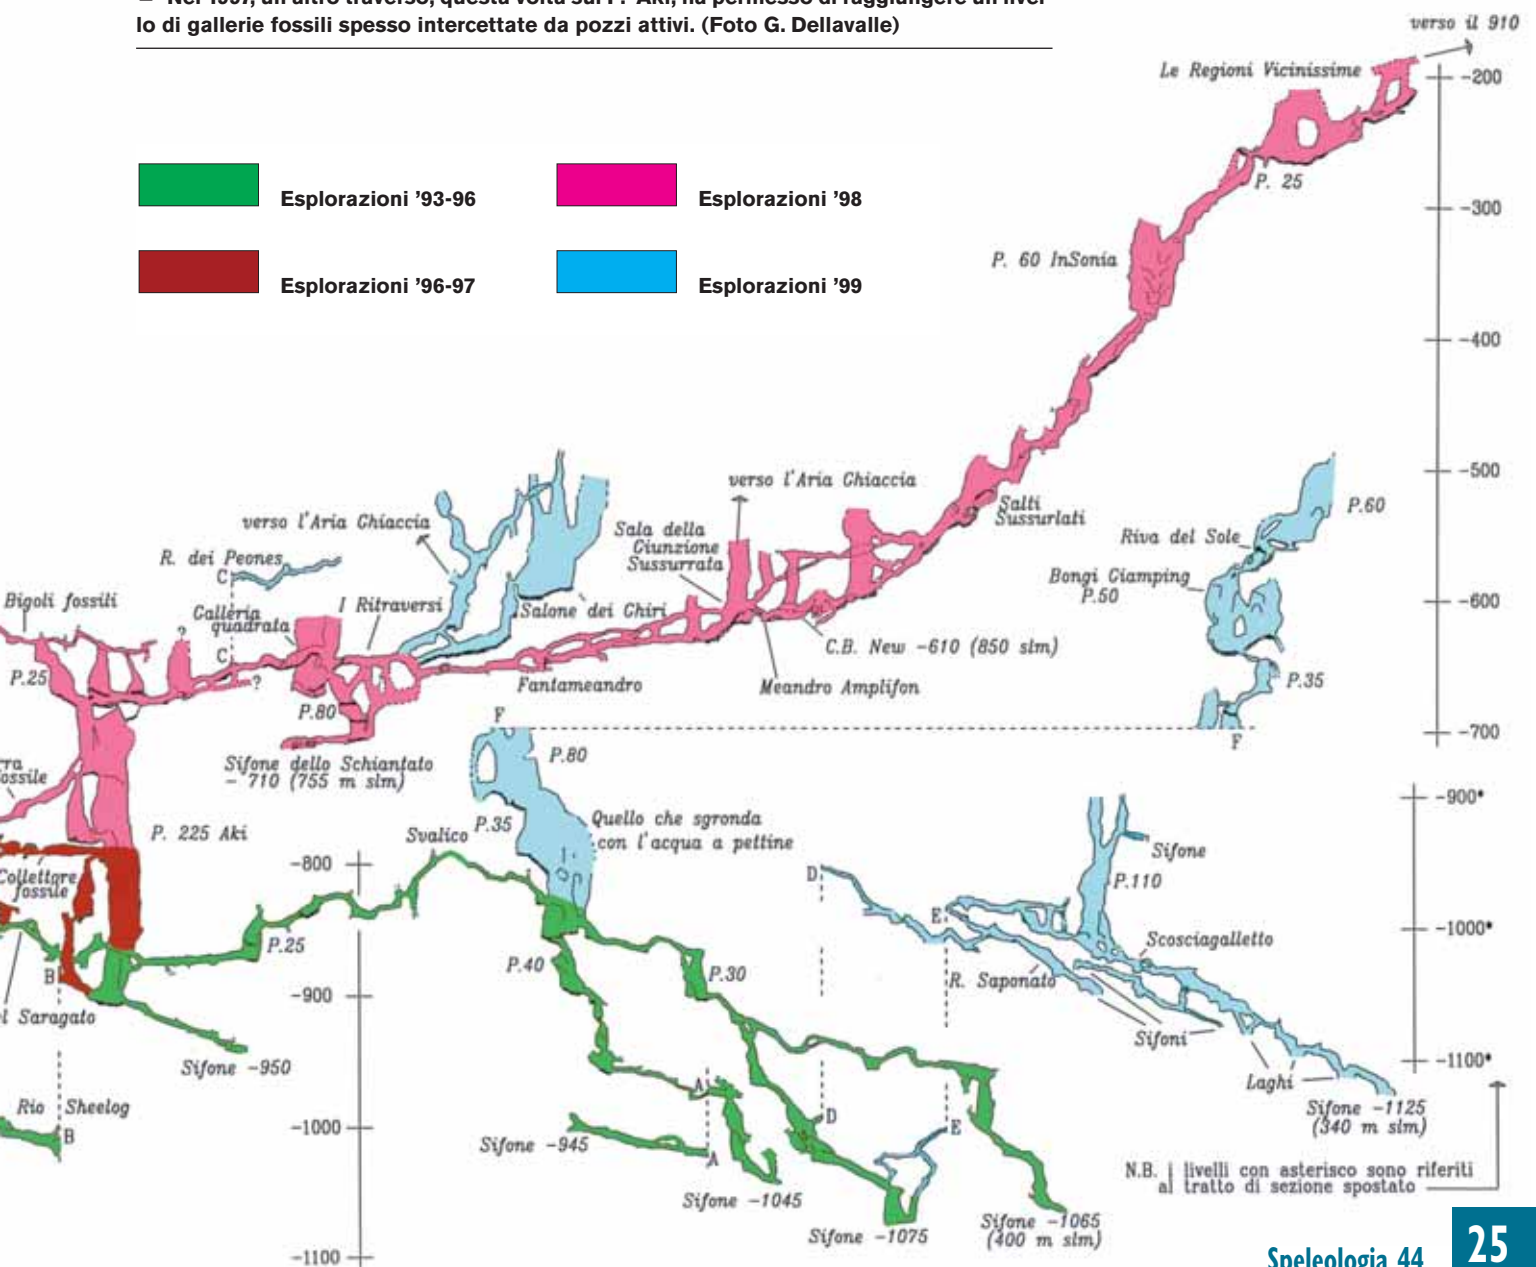 lo di gallerie fossili spesso intercettate da pozzi attivi. (Foto G. Dellavalle)
verso il 910
Le Regioni Vicinissime
-200
Esplorazioni ’93-96
Esplorazioni ’98
P. 25
-300
P. 60 InSonia
Esplorazioni ’96-97
Esplorazioni ’99
-400
-500
verso l'Aria Ghiaccia
Salti
Sussurlati
P.60
verso l'Aria Ghiaccia
Sala della
Giunzione
Sussurrata
Riva del Sole
R. dei Peones
C
Bongi Giamping
P.50
Bigoli fossili
I Ritraversi
Galleria
quadrata
Salone dei Ghiri
-600
?
C
C.B. New -610 (850 slm)
P.25
?
Fantameandro
Meandro Amplifon
P.35
P.80
F
-700
F
Sifone dello Schiantato
- 710 (755 m slm)
P.80
ossile
-900*
P. 225 Aki
Svalico
P.35
Quello che sgronda
con l'acqua a pettine
Sifone
-800
Collettore
fossile
D
P.110
E
-1000*
P.25
Scosciagalletto
P.40
P.30
B
R. Saponato
-900
l Saragato
Sifoni
Sifone -950
-1100*
Laghi
A
Rio
Sheelog
D
Sifone -1125
(340 m slm)
B
-1000
E
Sifone -945
A
N.B. i livelli con asterisco sono riferiti
al tratto di sezione spostato
Sifone -1045
Sifone -1065
(400 m slm)
Sifone -1075
-1100
Speleologia 44
25